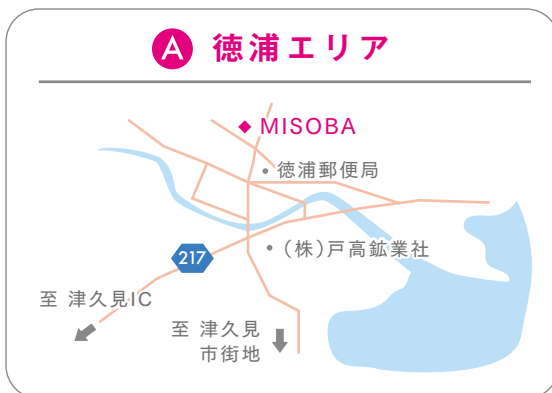 A 徳浦エリア
◆ MISOBA
• 徳浦郵便局
• (株)戸高鉱業社
217
至 津久見IC
至 津久見
市街地